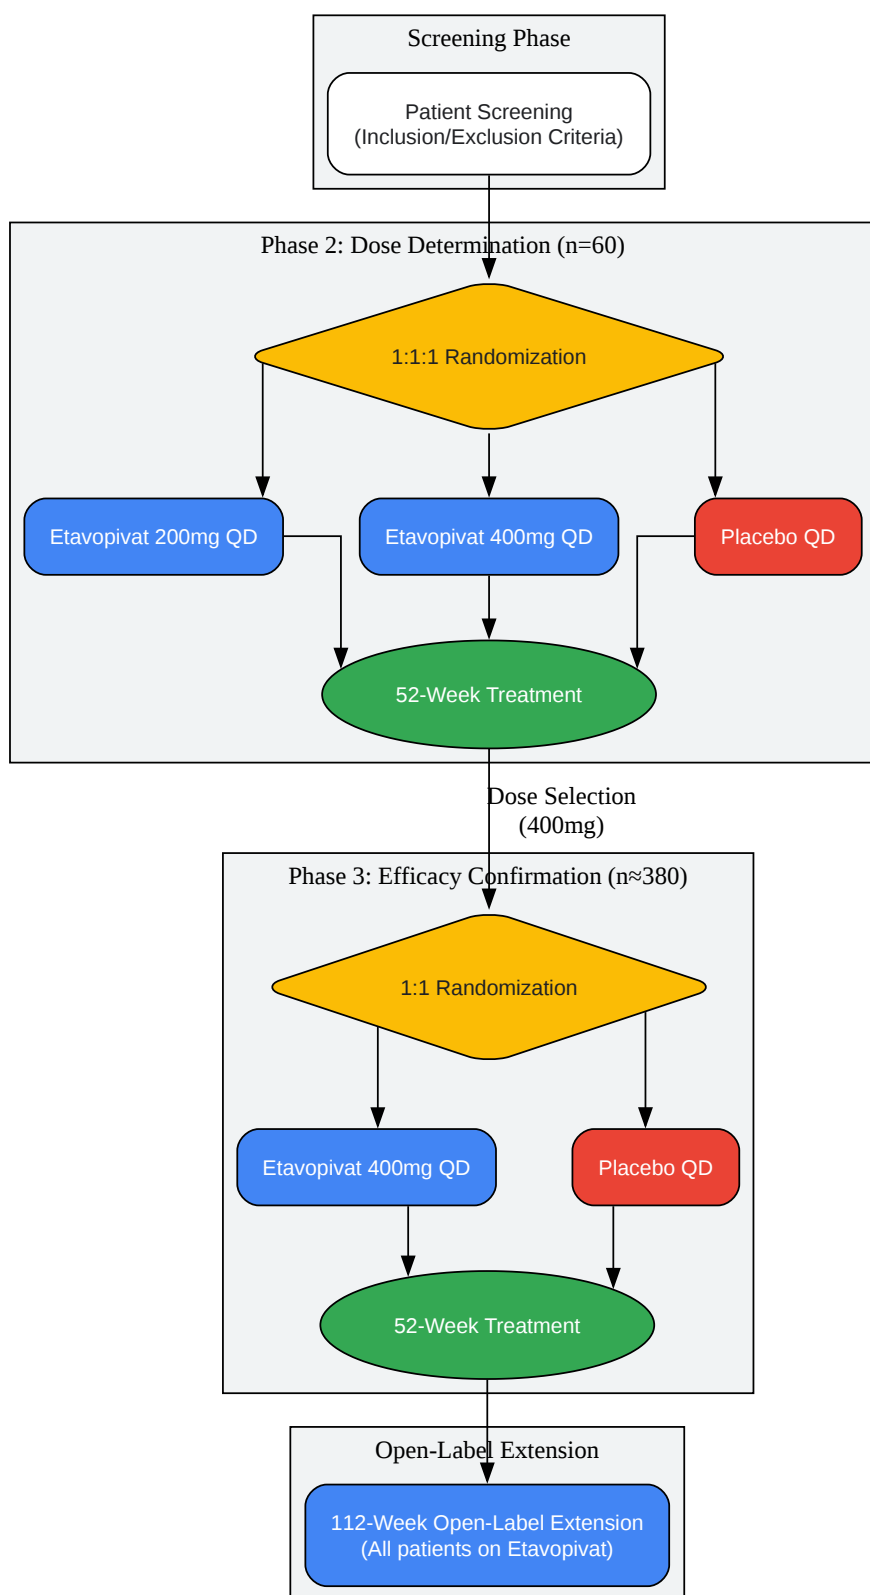 Screening Phase
Patient Screening
(Inclusion/Exclusion Criteria)
Phase 2: Dose Determination (n=60)
1:1:1 Randomization
Etavopivat 200mg QD
Etavopivat 400mg QD
Placebo QD
52-Week Treatment
Dose Selection
(400mg)
Phase 3: Efficacy Confirmation (n≈380)
1:1 Randomization
Etavopivat 400mg QD
Placebo QD
52-Week Treatment
Open-Label Extension
112-Week Open-Label Extension
(All patients on Etavopivat)